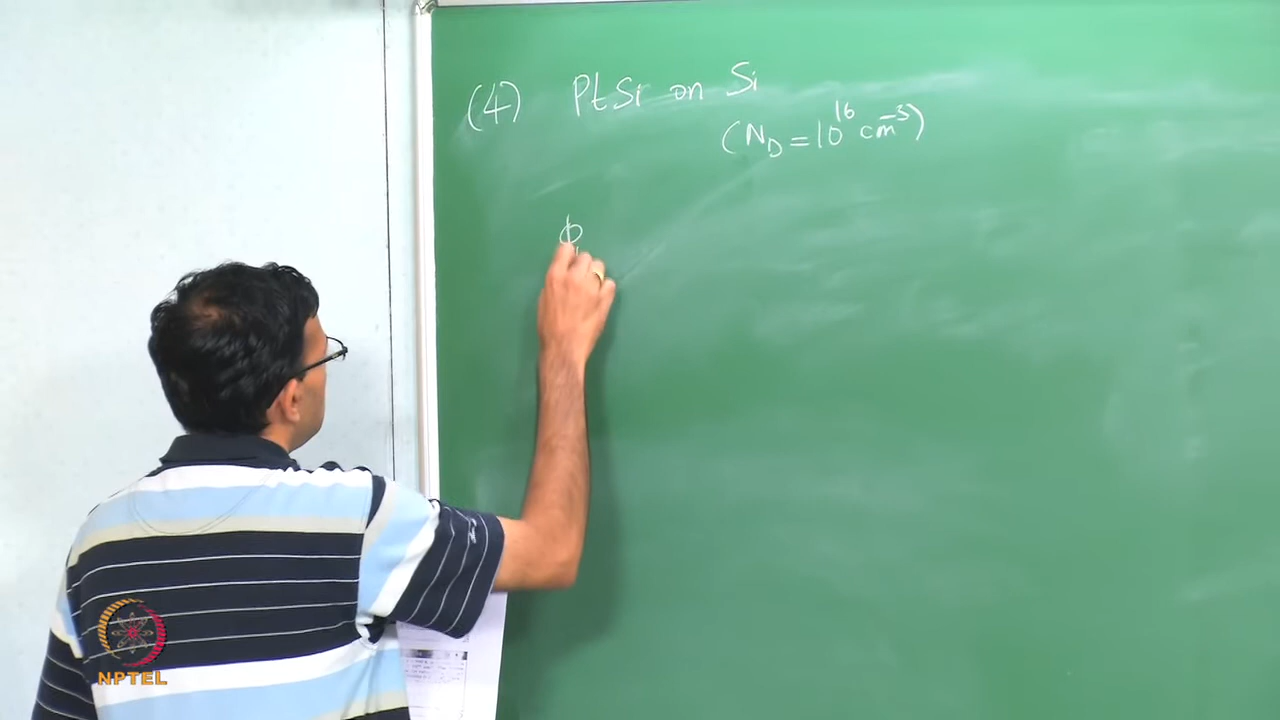 (4) PtSi on Si
(N_D = 10^16 cm^-3)
ϕ
NPTEL